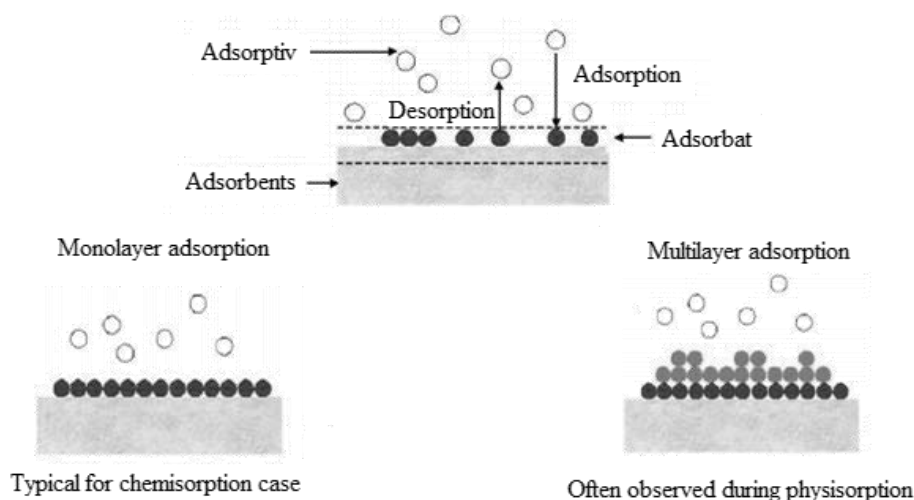 Adsorptiv
Adsorption
Desorption
Adsorbat
Adsorbents
Monolayer adsorption
Multilayer adsorption
Typical for chemisorption case
Often observed during physisorption